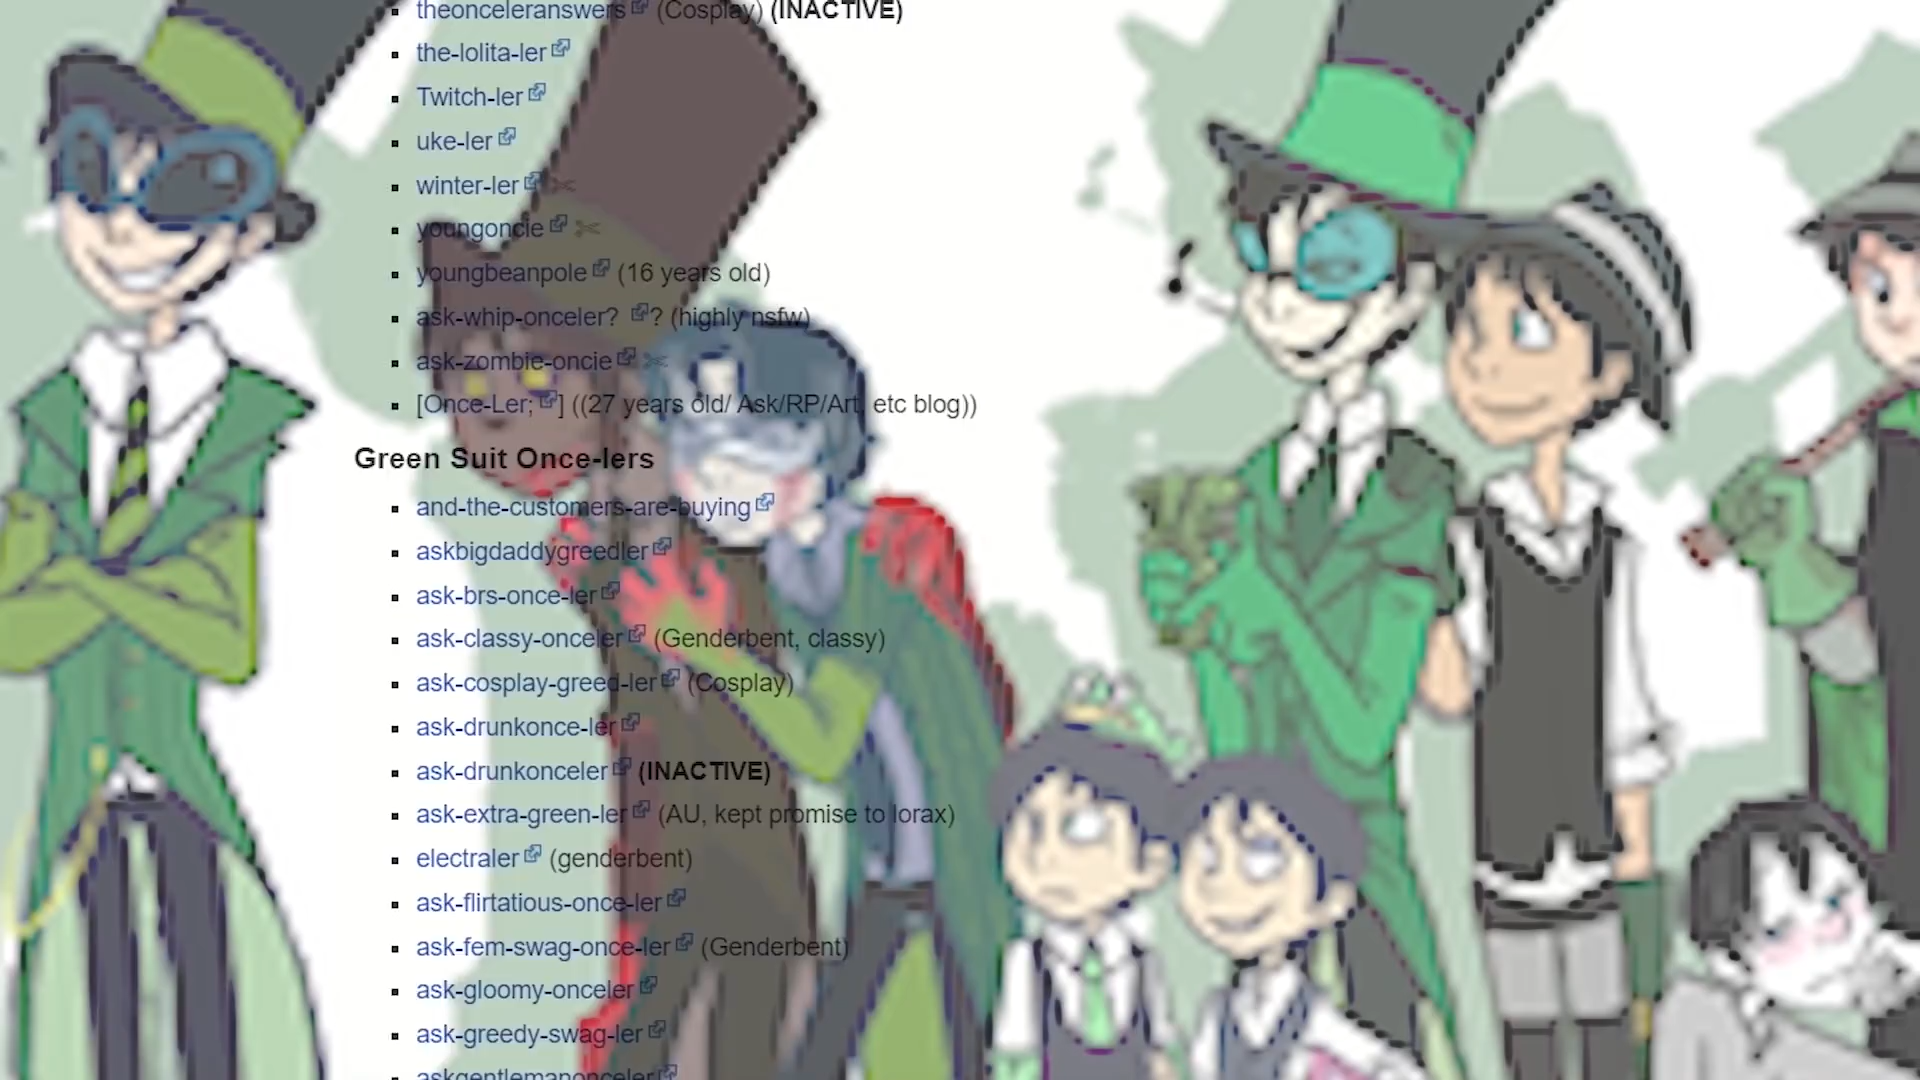 theonceleranswers (Cosplay) (INACTIVE)
the-lolita-ler
Twitch-ler
uke-ler
winter-ler
youngoncie
youngbeanpole (16 years old)
ask-whip-onceler? ? (highly nsfw)
ask-zombie-oncie
[Once-Ler; ] ((27 years old/ Ask/RP/Art, etc blog))
Green Suit Once-lers
and-the-customers-are-buying
askbigdaddygreedler
ask-brs-once-ler
ask-classy-onceler (Genderbent, classy)
ask-cosplay-greed-ler (Cosplay)
ask-drunkonce-ler
ask-drunkonceler (INACTIVE)
ask-extra-green-ler (AU, kept promise to lorax)
electraler (genderbent)
ask-flirtatious-once-ler
ask-fem-swag-once-ler (Genderbent)
ask-gloomy-onceler
ask-greedy-swag-ler
askgentlemanonceler